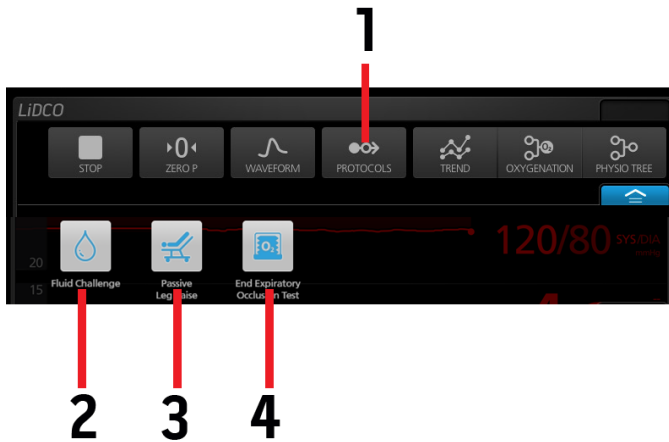 1
LiDCO
STOP
ZERO P
WAVEFORM
PROTOCOLS
TREND
OXYGENATION
PHYSIO TREE
120/80 SYS/DIA
mmHg
20
15
Fluid Challenge
Passive
Leg Raise
End Expiratory
Occlusion Test
2
3
4